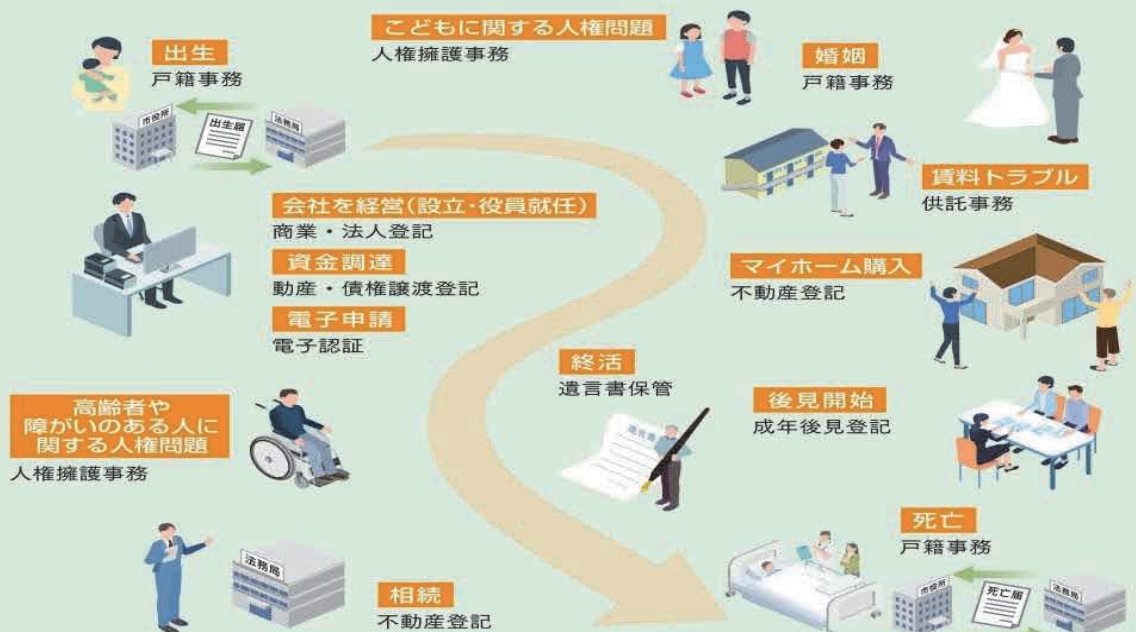 こどもに関する人権問題
人権擁護事務
出生
戸籍事務
市役所
出生届
法務局
婚姻
戸籍事務
賃料トラブル
供託事務
会社を経営(設立・役員就任)
商業・法人登記
資金調達
動産・債権譲渡登記
電子申請
電子認証
マイホーム購入
不動産登記
終活
遺言書保管
遺言書
後見開始
成年後見登記
高齢者や
障がいのある人に
関する人権問題
人権擁護事務
死亡
戸籍事務
市役所
死亡届
法務局
法務局
相続
不動産登記